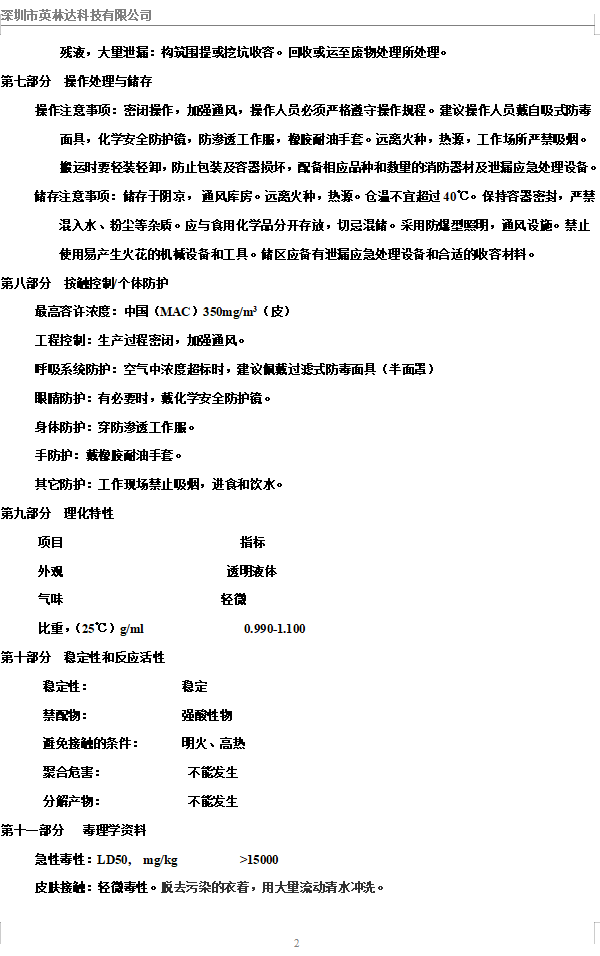 深圳市英菻达科技有限公司
残液，大量泄漏：构筑围提或挖坑收容。回收或运至废物处理所处理。
第七部分 操作处理与储存
操作注意事项：密闭操作，加强通风，操作人员必须严格遵守操作规程。建议操作人员戴自吸式防毒
面具，化学安全防护镜，防渗透工作服，橡胶耐油手套。远离火种，热源，工作场所严禁吸烟。
搬运时要轻装轻卸，防止包装及容器损坏，配备相应品种和数量的消防器材及泄漏应急处理设备。
储存注意事项：储存于阴凉， 通风库房。远离火种，热源。仓温不宜超过 40℃。保持容器密封，严禁
混入水、粉尘等杂质。应与食用化学品分开存放，切忌混储。采用防爆型照明，通风设施。禁止
使用易产生火花的机械设备和工具。储区应备有泄漏应急处理设备和合适的收容材料。
第八部分 接触控制/个体防护
最高容许浓度：中国（MAC）350mg/m³（皮）
工程控制：生产过程密闭，加强通风。
呼吸系统防护：空气中浓度超标时，建议佩戴过滤式防毒面具（半面罩）
眼睛防护：有必要时，戴化学安全防护镜。
身体防护：穿防渗透工作服。
手防护：戴橡胶耐油手套。
其它防护：工作现场禁止吸烟，进食和饮水。
第九部分 理化特性
项目 指标
外观 透明液体
气味 轻微
比重，（25℃）g/ml 0.990-1.100
第十部分 稳定性和反应活性
稳定性： 稳定
禁配物： 强酸性物
避免接触的条件： 明火、高热
聚合危害： 不能发生
分解产物： 不能发生
第十一部分 毒理学资料
急性毒性：LD50, mg/kg >15000
皮肤接触：轻微毒性。脱去污染的衣着，用大量流动清水冲洗。
2